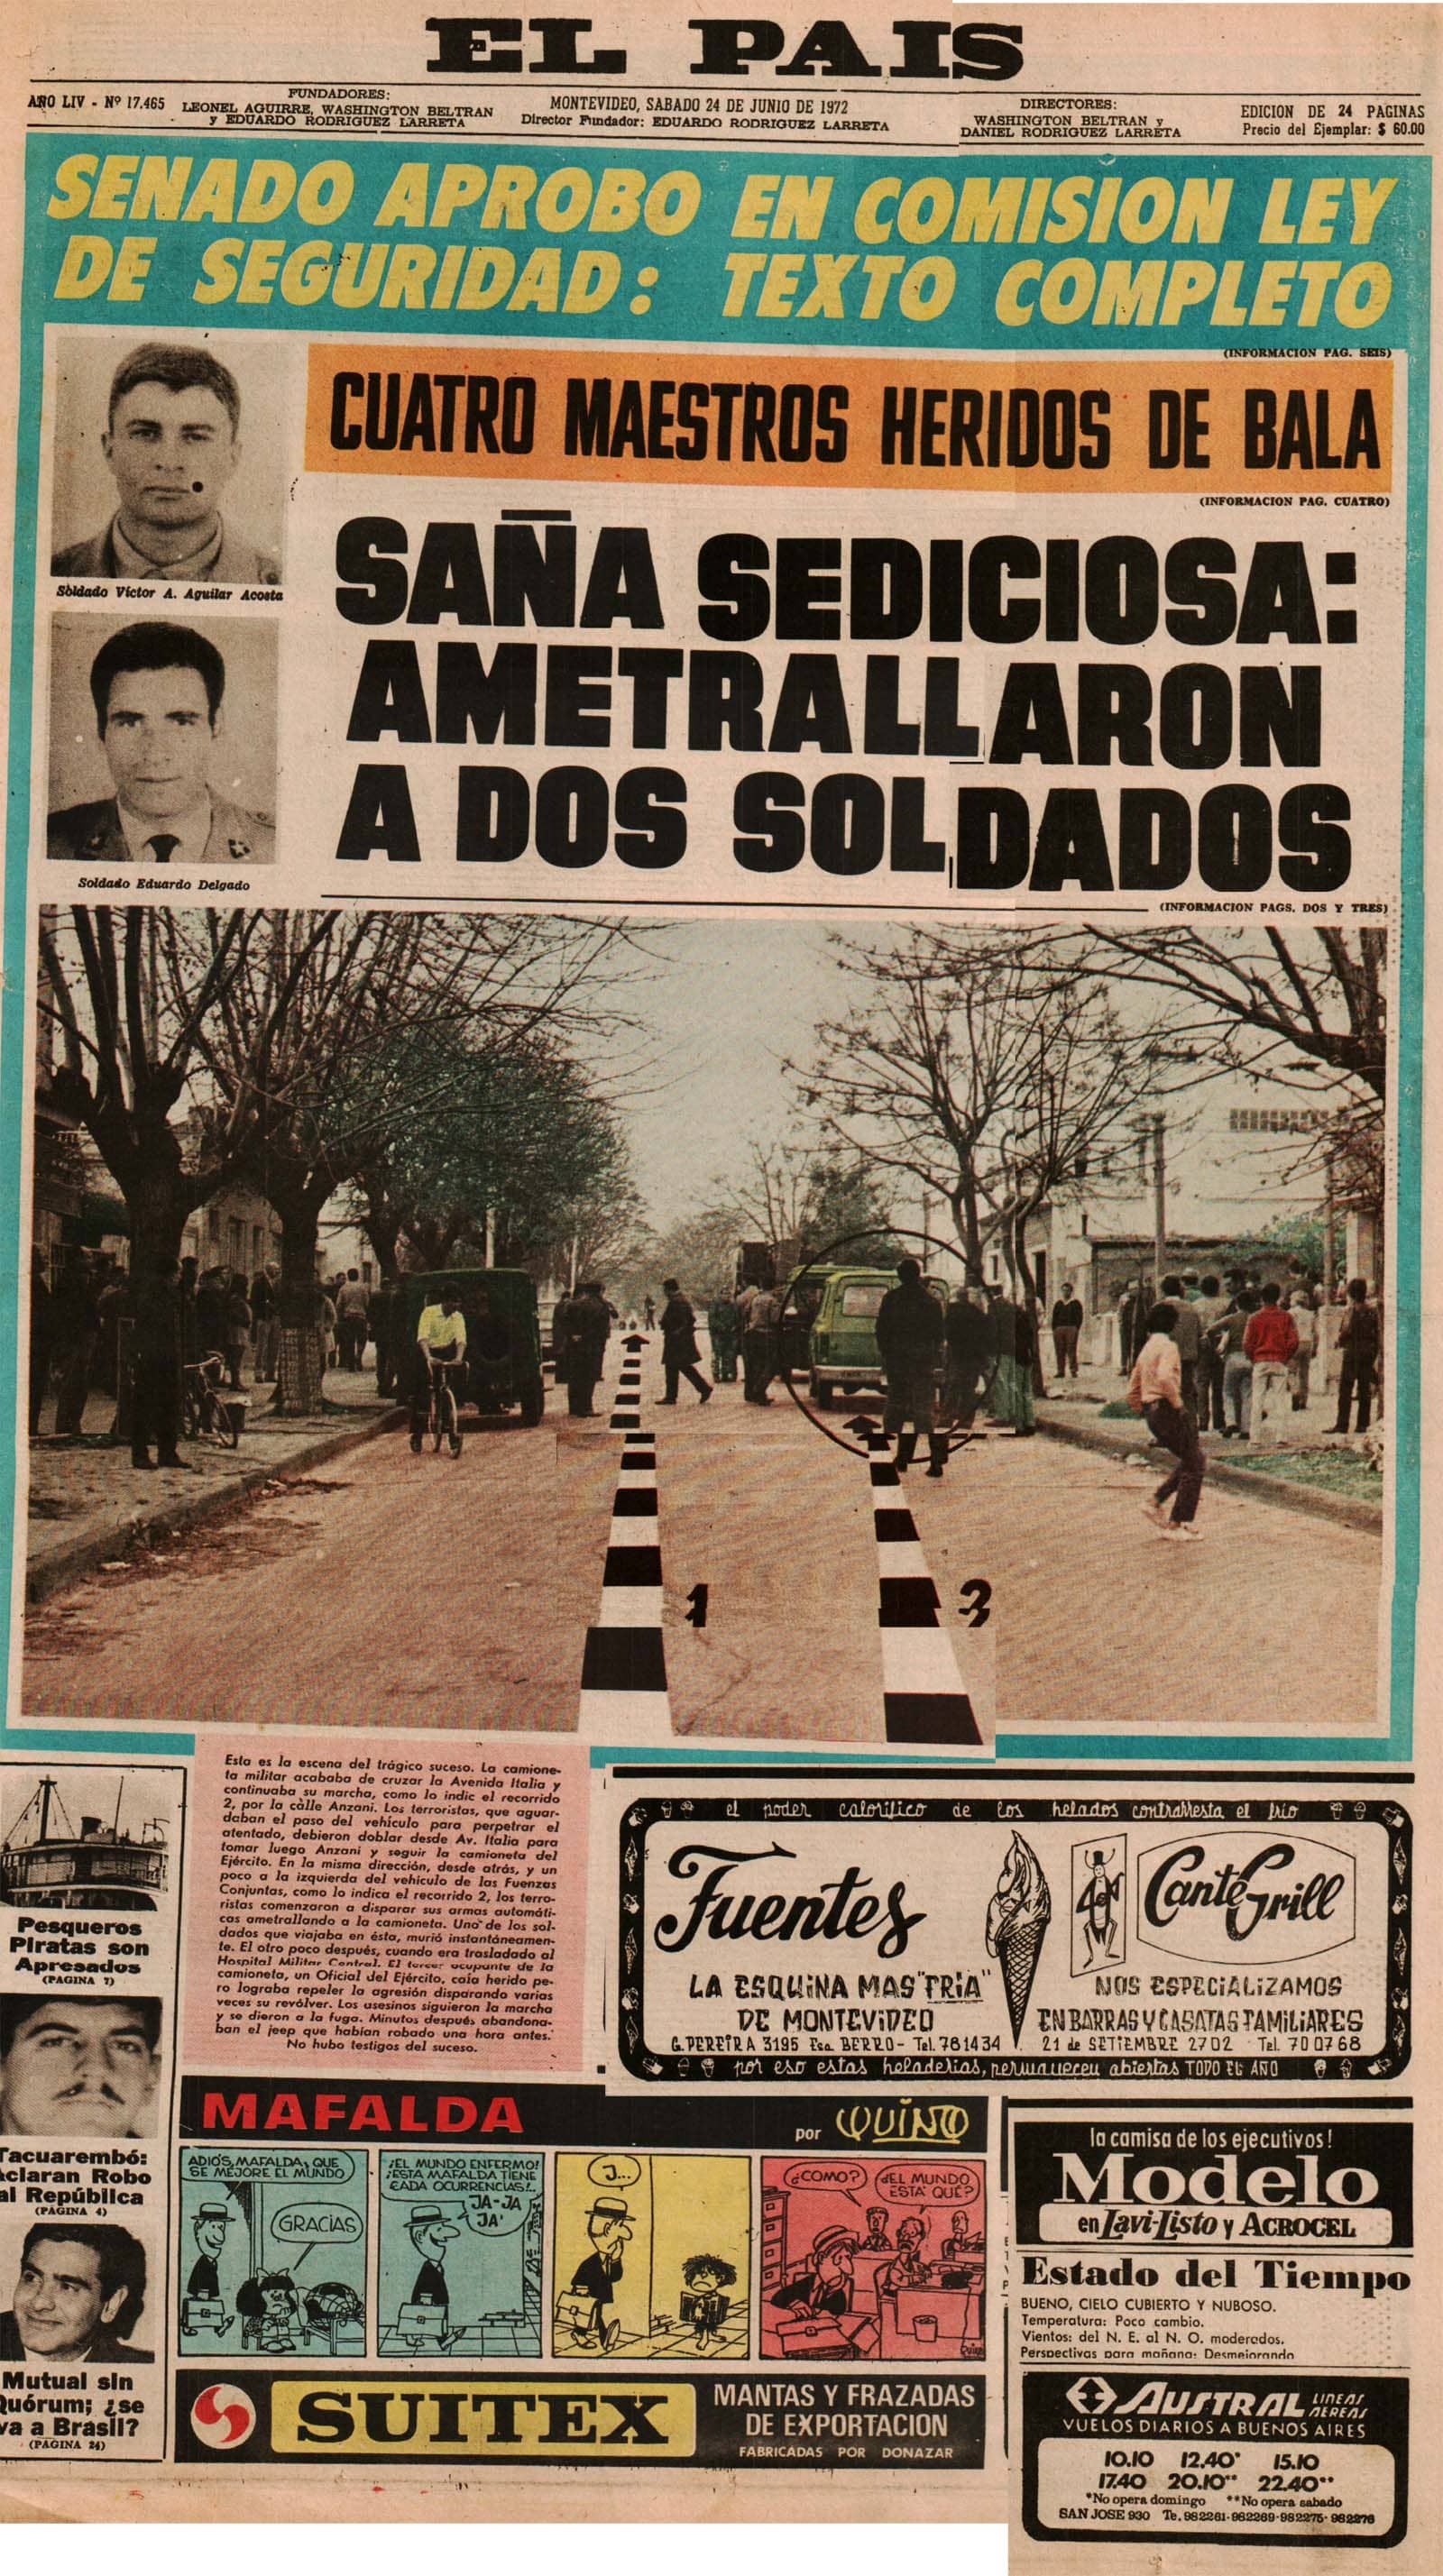 EL PAIS
AÑO LIV - Nº 17.465
FUNDADORES:
LEONEL AGUIRRE, WASHINGTON BELTRAN
y EDUARDO RODRIGUEZ LARRETA
MONTEVIDEO, SABADO 24 DE JUNIO DE 1972
Director Fundador: EDUARDO RODRIGUEZ LARRETA
DIRECTORES:
WASHINGTON BELTRAN y
DANIEL RODRIGUEZ LARRETA
EDICION DE 24 PAGINAS
Precio del Ejemplar: $ 60.00
SENADO APROBO EN COMISION LEY
DE SEGURIDAD: TEXTO COMPLETO
(INFORMACION PAG. SEIS)
CUATRO MAESTROS HERIDOS DE BALA
(INFORMACION PAG. CUATRO)
Soldado Víctor A. Aguilar Acosta
SAÑA SEDICIOSA:
AMETRALLARON
A DOS SOLDADOS
Soldado Eduardo Delgado
(INFORMACION PAGS. DOS Y TRES)
1
2
Esta es la escena del trágico suceso. La camione-
ta militar acababa de cruzar la Avenida Italia y
continuaba su marcha, como lo indic el recorrido
2, por la calle Anzani. Los terroristas, que aguar-
daban el paso del vehículo para perpetrar el
atentado, debieron doblar desde Av. Italia para
tomar luego Anzani y seguir la camioneta del
Ejército. En la misma dirección, desde atrás, y un
poco a la izquierda del vehículo de las Fuerzas
Conjuntas, como lo indica el recorrido 2, los terro-
ristas comenzaron a disparar sus armas automáti-
cas ametrallando a la camioneta. Uno de los sol-
dados que viajaba en ésta, murió instantáneamen-
te. El otro poco después, cuando era trasladado al
Hospital Militar Central. El tercer ocupante de la
camioneta, un Oficial del Ejército, caía herido pe-
ro lograba repeler la agresión disparando varias
veces su revólver. Los asesinos siguieron la marcha
y se dieron a la fuga. Minutos después abandona-
ban el jeep que habían robado una hora antes.
No hubo testigos del suceso.
Pesqueros
Piratas son
Apresados
(PAGINA 7)
Tacuarembó:
Aclaran Robo
al República
(PAGINA 4)
Mutual sin
Quórum; ¿se
va a Brasil?
(PAGINA 24)
el poder calorífico de los helados contrarresta el frío
Fuentes
LA ESQUINA MAS "FRIA"
DE MONTEVIDEO
G. PEREIRA 3195 Esq. BERRO - Tel. 781434
CantéGrill
NOS ESPECIALIZAMOS
EN BARRAS Y CASATAS FAMILIARES
21 de SETIEMBRE 2702 Tel. 700768
por eso estas heladerías, permanecen abiertas TODO EL AÑO
MAFALDA
por QUINO
ADIÓS, MAFALDA, QUE
SE MEJORE EL MUNDO
GRACIAS
¡EL MUNDO ENFERMO!
¡ESTA MAFALDA TIENE
CADA OCURRENCIAS!..
JA-JA
JA'
J...
¿COMO?
¿EL MUNDO
ESTA' QUE?
Quino
SUITEX
MANTAS Y FRAZADAS
DE EXPORTACION
FABRICADAS POR DONAZAR
la camisa de los ejecutivos!
Modelo
en Lavi-Listo y ACROCEL
Estado del Tiempo
BUENO, CIELO CUBIERTO Y NUBOSO.
Temperatura: Poco cambio.
Vientos: del N. E. al N. O. moderados.
Perspectivas para mañana: Desmejorando
AUSTRAL LINEAS AEREAS
VUELOS DIARIOS A BUENOS AIRES
10.10 12.40* 15.10
17.40 20.10** 22.40**
*No opera domingo **No opera sabado
SAN JOSE 930 Te. 982261-982269-982275-982276